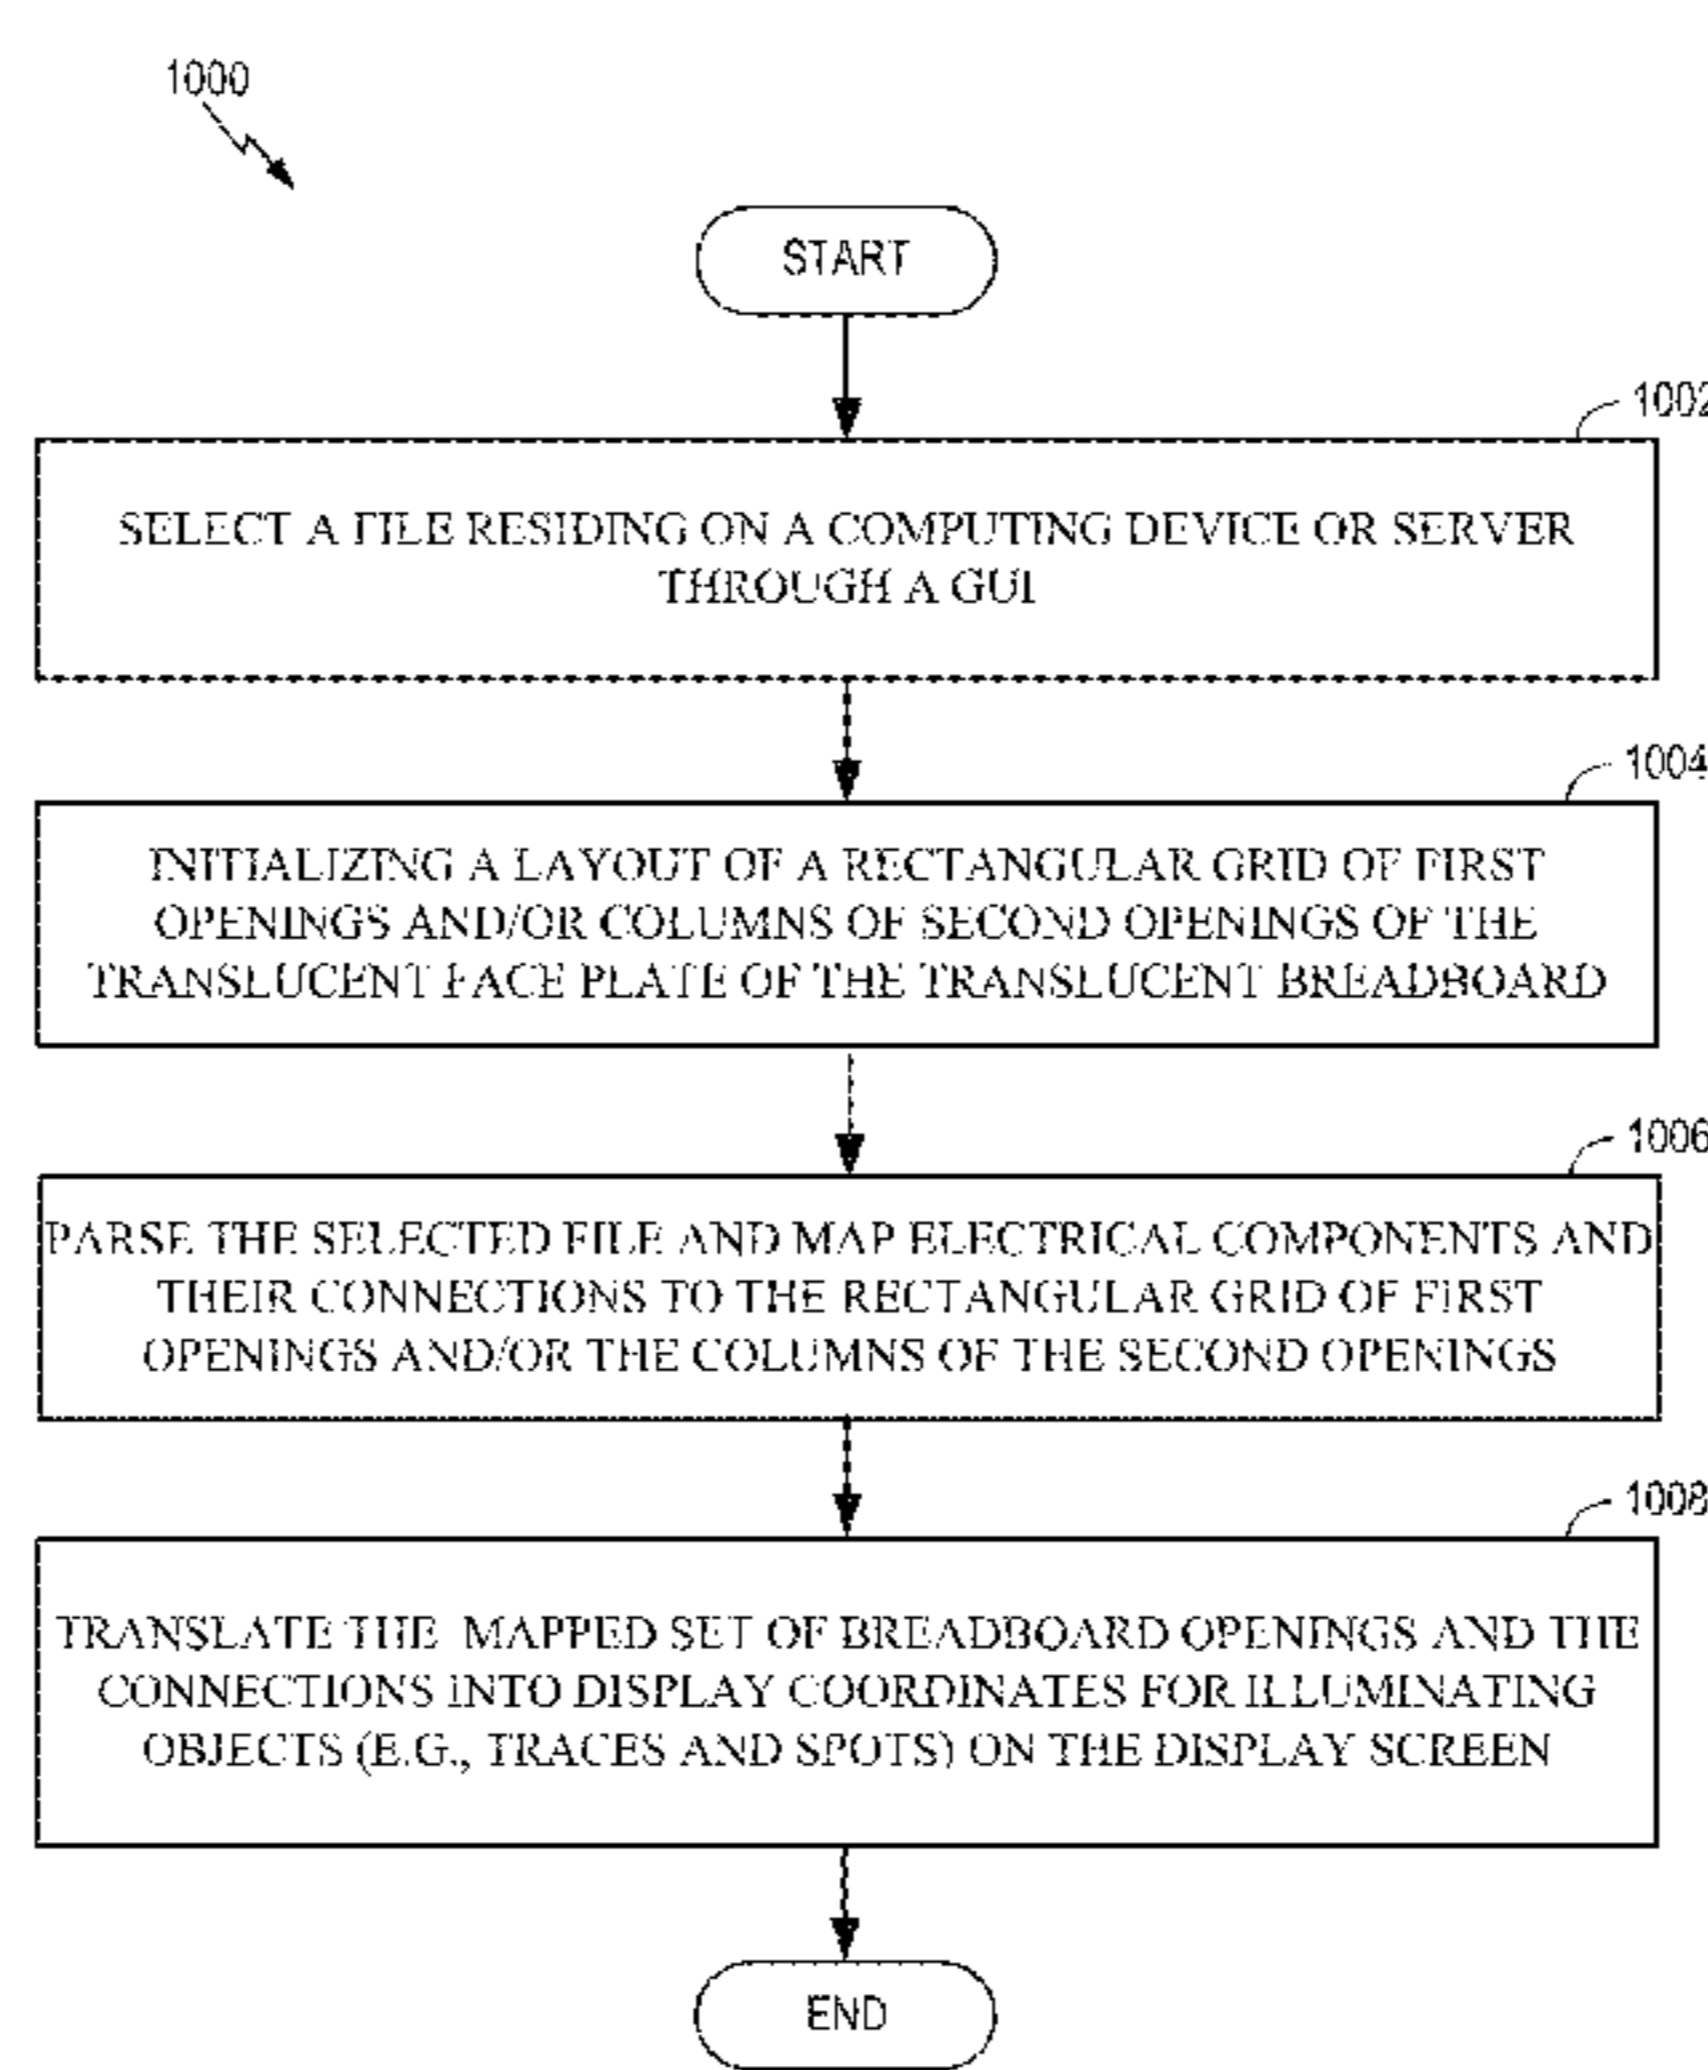 1000
START
1002
SELECT A FILE RESIDING ON A COMPUTING DEVICE OR SERVER
THROUGH A GUI
1004
INITIALIZING A LAYOUT OF A RECTANGULAR GRID OF FIRST
OPENINGS AND/OR COLUMNS OF SECOND OPENINGS OF THE
TRANSLUCENT FACE PLATE OF THE TRANSLUCENT BREADBOARD
1006
PARSE THE SELECTED FILE AND MAP ELECTRICAL COMPONENTS AND
THEIR CONNECTIONS TO THE RECTANGULAR GRID OF FIRST
OPENINGS AND/OR THE COLUMNS OF THE SECOND OPENINGS
1008
TRANSLATE THE MAPPED SET OF BREADBOARD OPENINGS AND THE
CONNECTIONS INTO DISPLAY COORDINATES FOR ILLUMINATING
OBJECTS (E.G., TRACES AND SPOTS) ON THE DISPLAY SCREEN
END